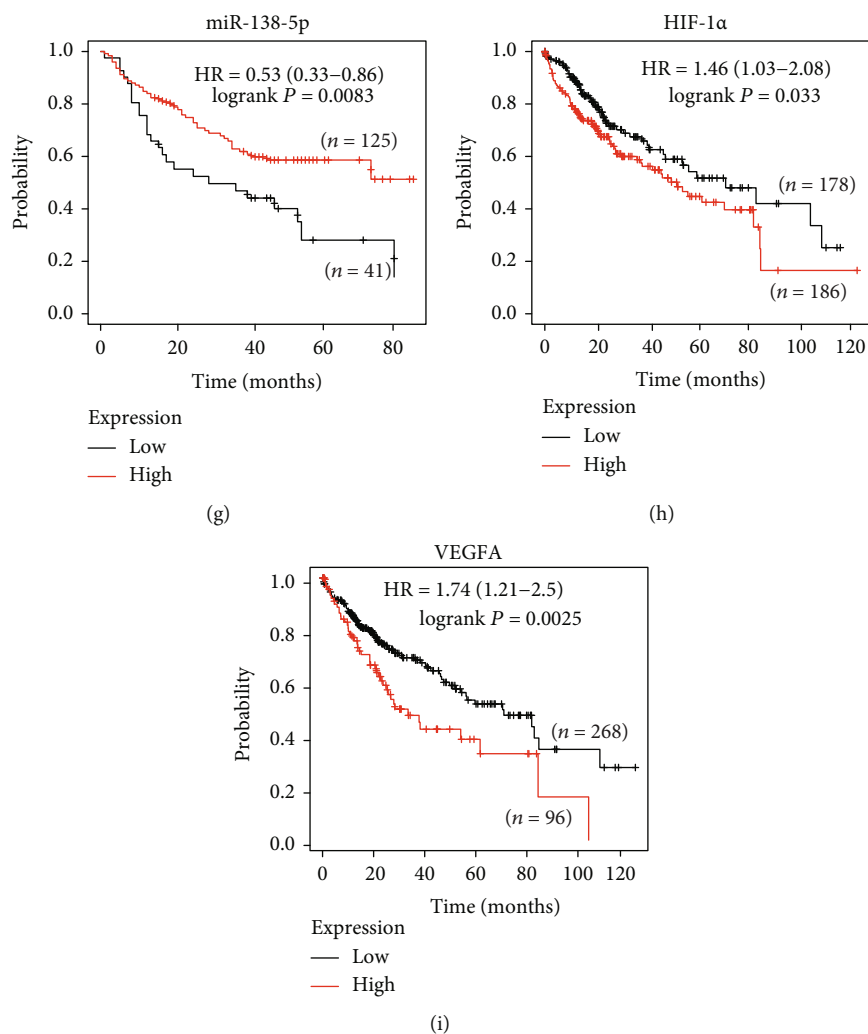 miR-138-5p
HR = 0.53 (0.33−0.86)
logrank P = 0.0083
(n = 125)
(n = 41)
Probability
1.0
0.8
0.6
0.4
0.2
0.0
0 20 40 60 80
Time (months)
Expression
Low
High
(g)
HIF-1α
HR = 1.46 (1.03−2.08)
logrank P = 0.033
(n = 178)
(n = 186)
Probability
1.0
0.8
0.6
0.4
0.2
0.0
0 20 40 60 80 100 120
Time (months)
Expression
Low
High
(h)
VEGFA
HR = 1.74 (1.21−2.5)
logrank P = 0.0025
(n = 268)
(n = 96)
Probability
1.0
0.8
0.6
0.4
0.2
0.0
0 20 40 60 80 100 120
Time (months)
Expression
Low
High
(i)